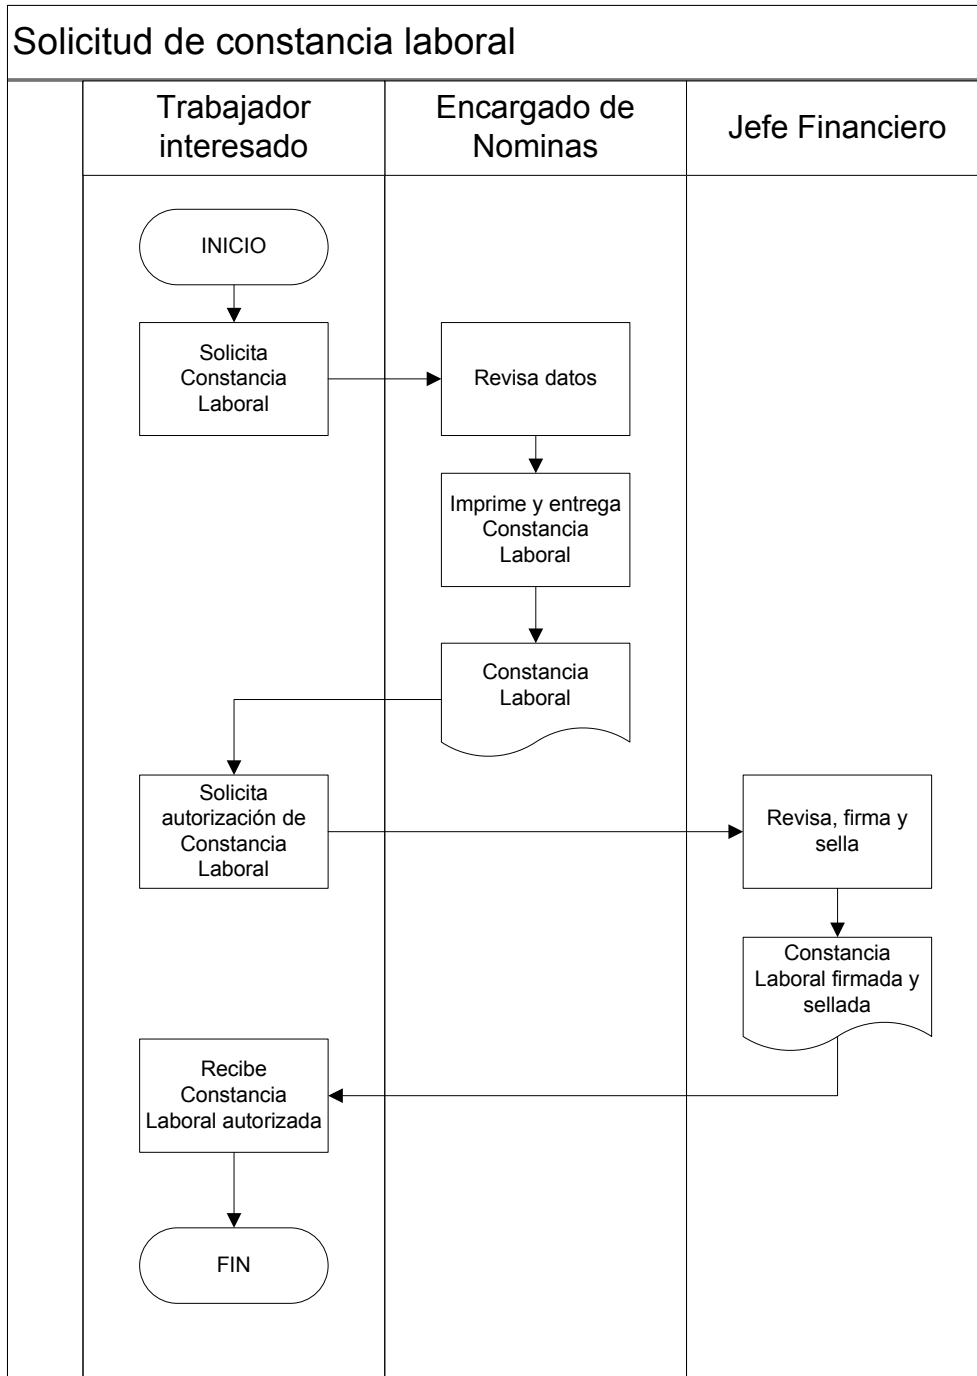 Solicitud de constancia laboral
Trabajador
interesado
Encargado de
Nominas
Jefe Financiero
INICIO
Solicita
Constancia
Laboral
Revisa datos
Imprime y entrega
Constancia
Laboral
Constancia
Laboral
Solicita
autorización de
Constancia
Laboral
Revisa, firma y
sella
Constancia
Laboral firmada y
sellada
Recibe
Constancia
Laboral autorizada
FIN